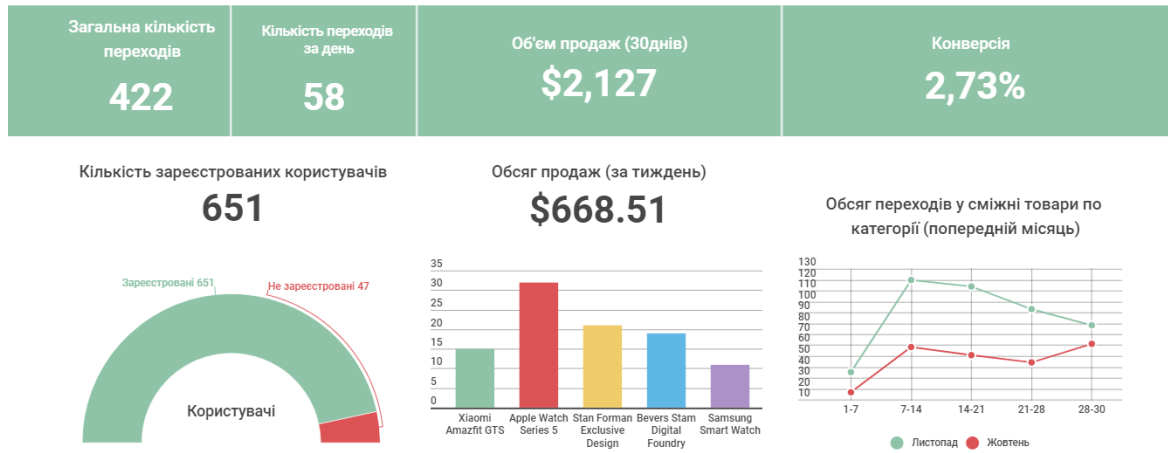 Загальна кількість
переходів
422
Кількість переходів
за день
58
Об'єм продаж (30днів)
$2,127
Конверсія
2,73%
Кількість зареєстрованих користувачів
651
Зареєстровані 651
Не зареєстровані 47
Користувачі
Обсяг продаж (за тиждень)
$668.51
35
30
25
20
15
10
5
0
Xiaomi
Amazfit GTS
Apple Watch
Series 5
Stan Forman
Exclusive
Design
Bevers Stam
Digital
Foundry
Samsung
Smart Watch
Обсяг переходів у сміжні товари по
категорії (попередній місяць)
130
120
110
100
90
80
70
60
50
40
30
20
10
1-7
7-14
14-21
21-28
28-30
Листопад
Жовтень